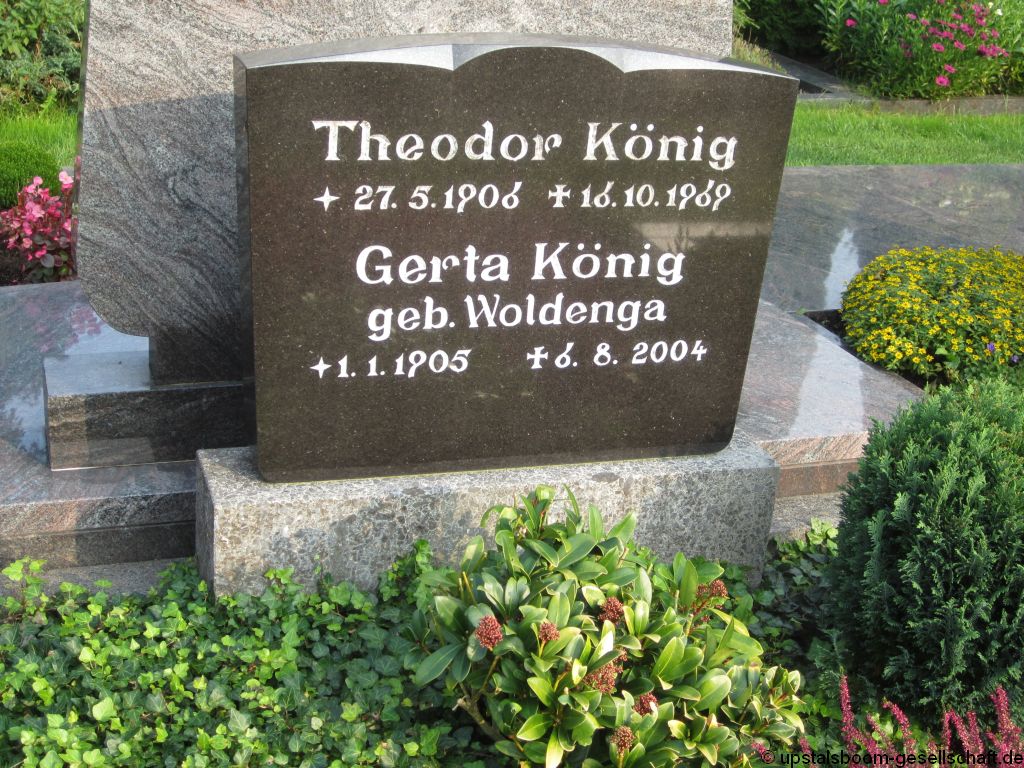 Theodor König
✦ 27. 5. 1906 ✝ 16. 10. 1969
Gerta König
geb. Woldenga
✦ 1. 1. 1905 ✝ 6. 8. 2004
© upstalsboom-gesellschaft.de